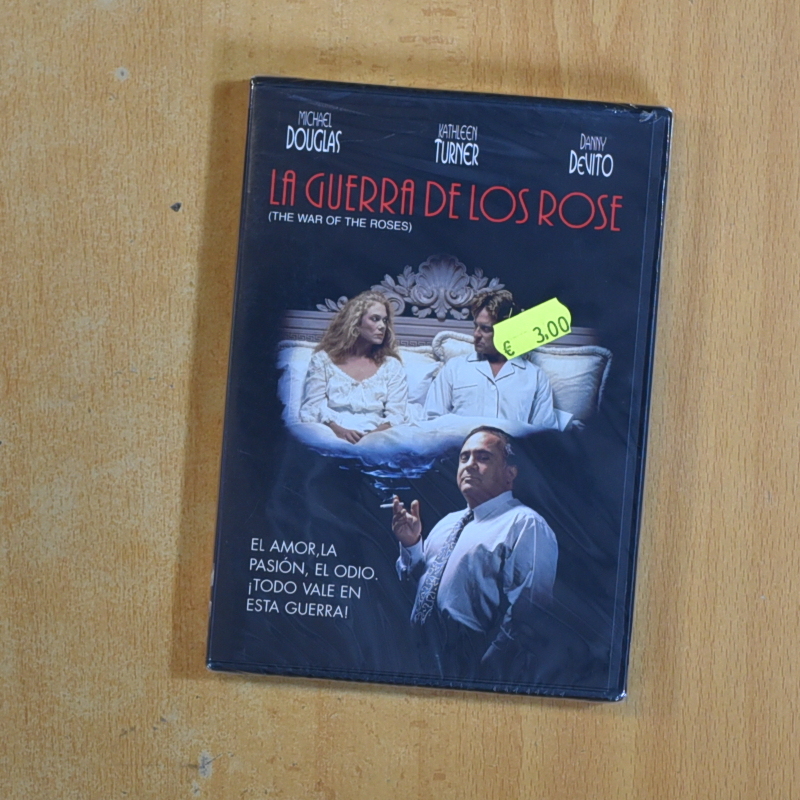 MICHAEL
DOUGLAS
KATHLEEN
TURNER
DANNY
DeVITO
LA GUERRA DE LOS ROSE
(THE WAR OF THE ROSES)
€ 3,00
EL AMOR,LA
PASIÓN, EL ODIO.
¡TODO VALE EN
ESTA GUERRA!